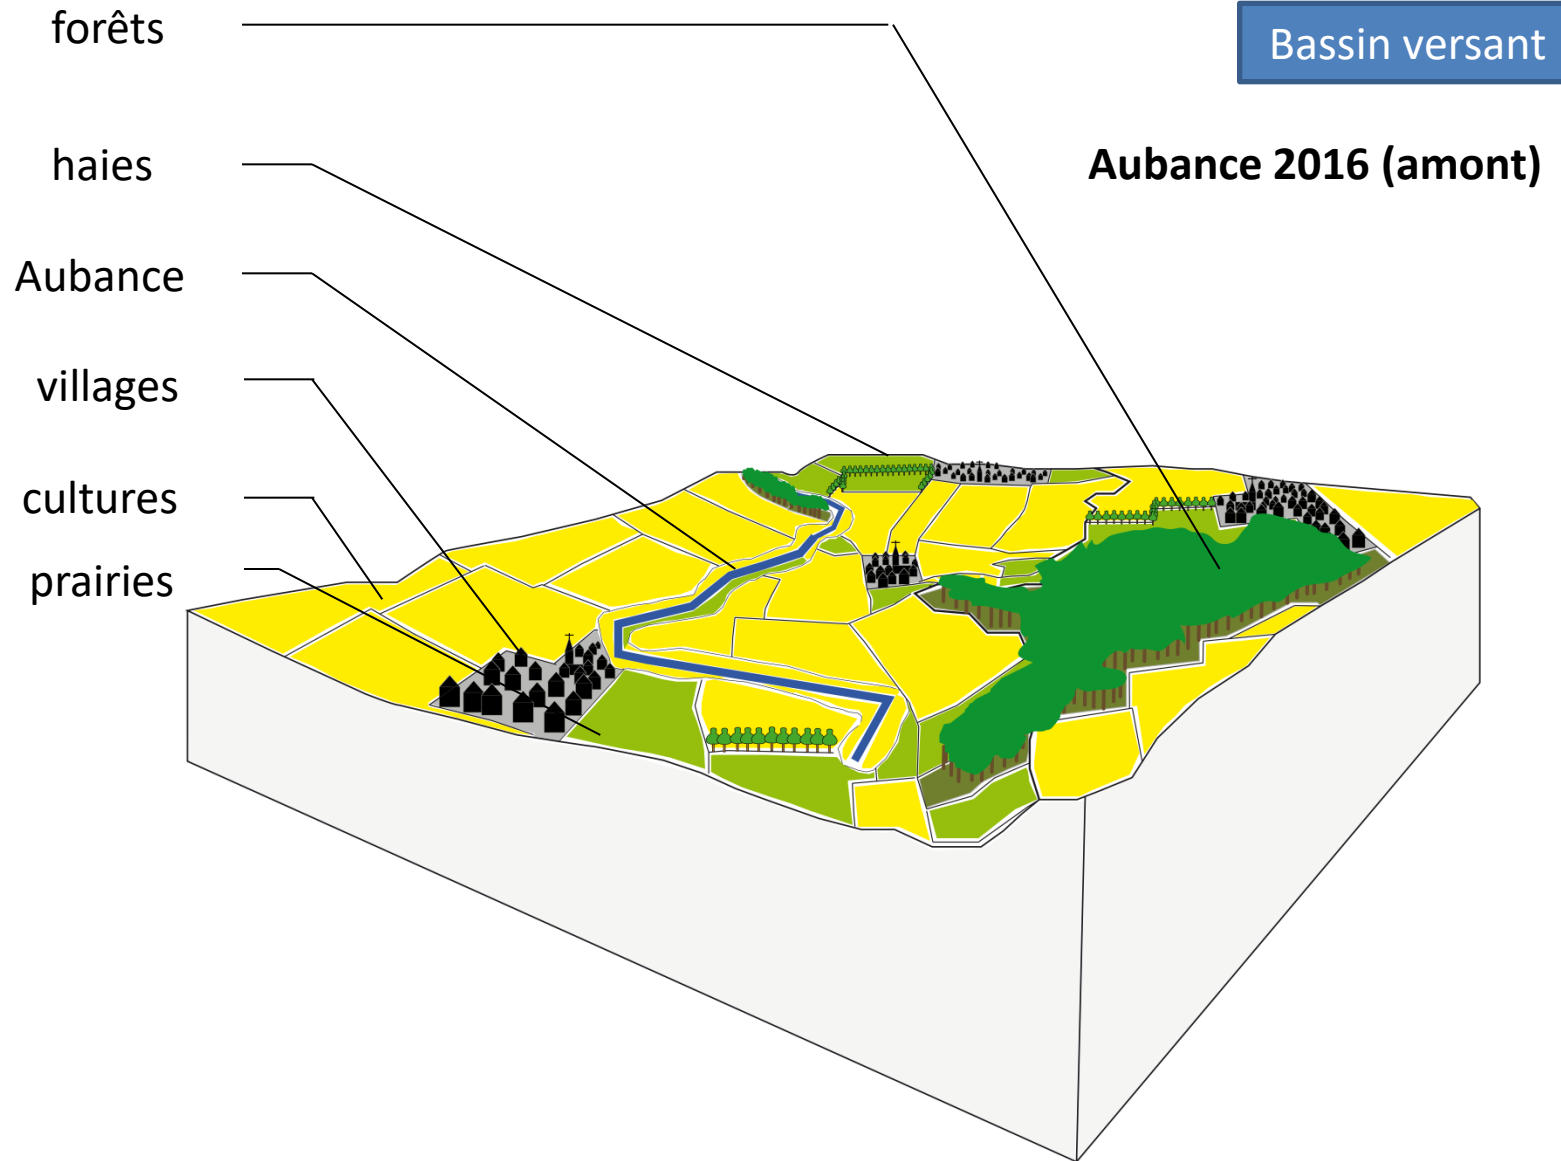 forêts
Bassin versant
haies
Aubance 2016 (amont)
Aubance
villages
cultures
prairies